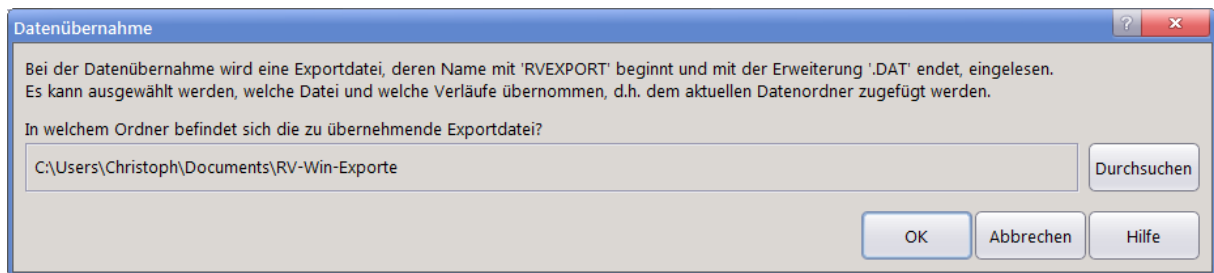 Datenübernahme
?
x
Bei der Datenübernahme wird eine Exportdatei, deren Name mit 'RVEXPORT' beginnt und mit der Erweiterung '.DAT' endet, eingelesen.
Es kann ausgewählt werden, welche Datei und welche Verläufe übernommen, d.h. dem aktuellen Datenordner zugefügt werden.
In welchem Ordner befindet sich die zu übernehmende Exportdatei?
C:\Users\Christoph\Documents\RV-Win-Exporte
Durchsuchen
OK
Abbrechen
Hilfe